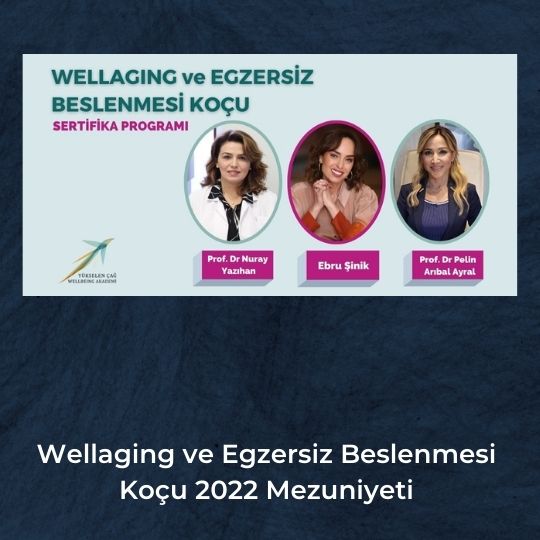 WELLAGING ve EGZERSİZ
BESLENMESİ KOÇU
SERTİFİKA PROGRAMI
Prof. Dr Nuray
Yazıhan
Ebru Şinik
Prof. Dr Pelin
Arıbal Ayral
YÜKSELEN ÇAĞ
WELLBEING AKADEMİ
Wellaging ve Egzersiz Beslenmesi
Koçu 2022 Mezuniyeti